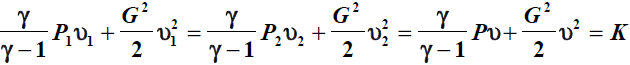 γ/(γ−1) P₁υ₁ + G²/2 υ₁² = γ/(γ−1) P₂υ₂ + G²/2 υ₂² = γ/(γ−1) Pυ + G²/2 υ² = K